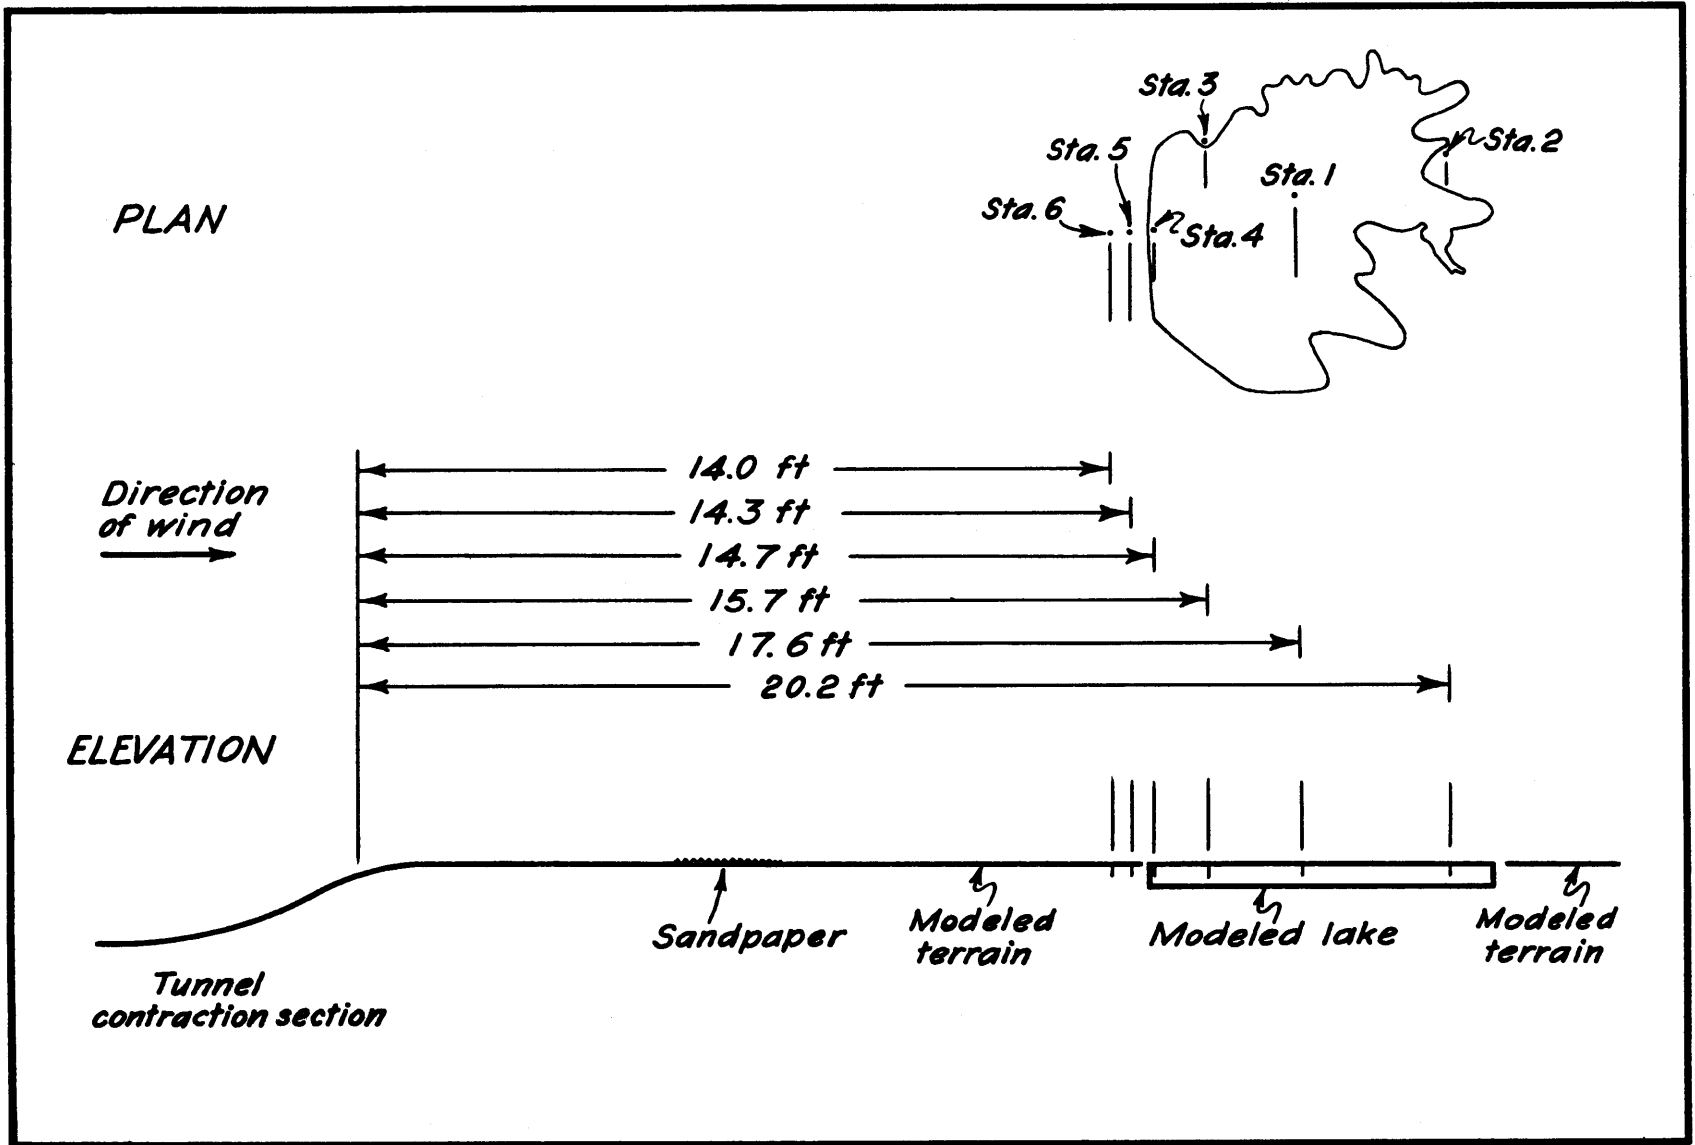 Sta. 3
Sta. 5
Sta. 2
Sta. 1
Sta. 6
Sta. 4
PLAN
14.0 ft
Direction
of wind
14.3 ft
14.7 ft
15.7 ft
17.6 ft
20.2 ft
ELEVATION
Sandpaper
Modeled
terrain
Modeled lake
Modeled
terrain
Tunnel
contraction section